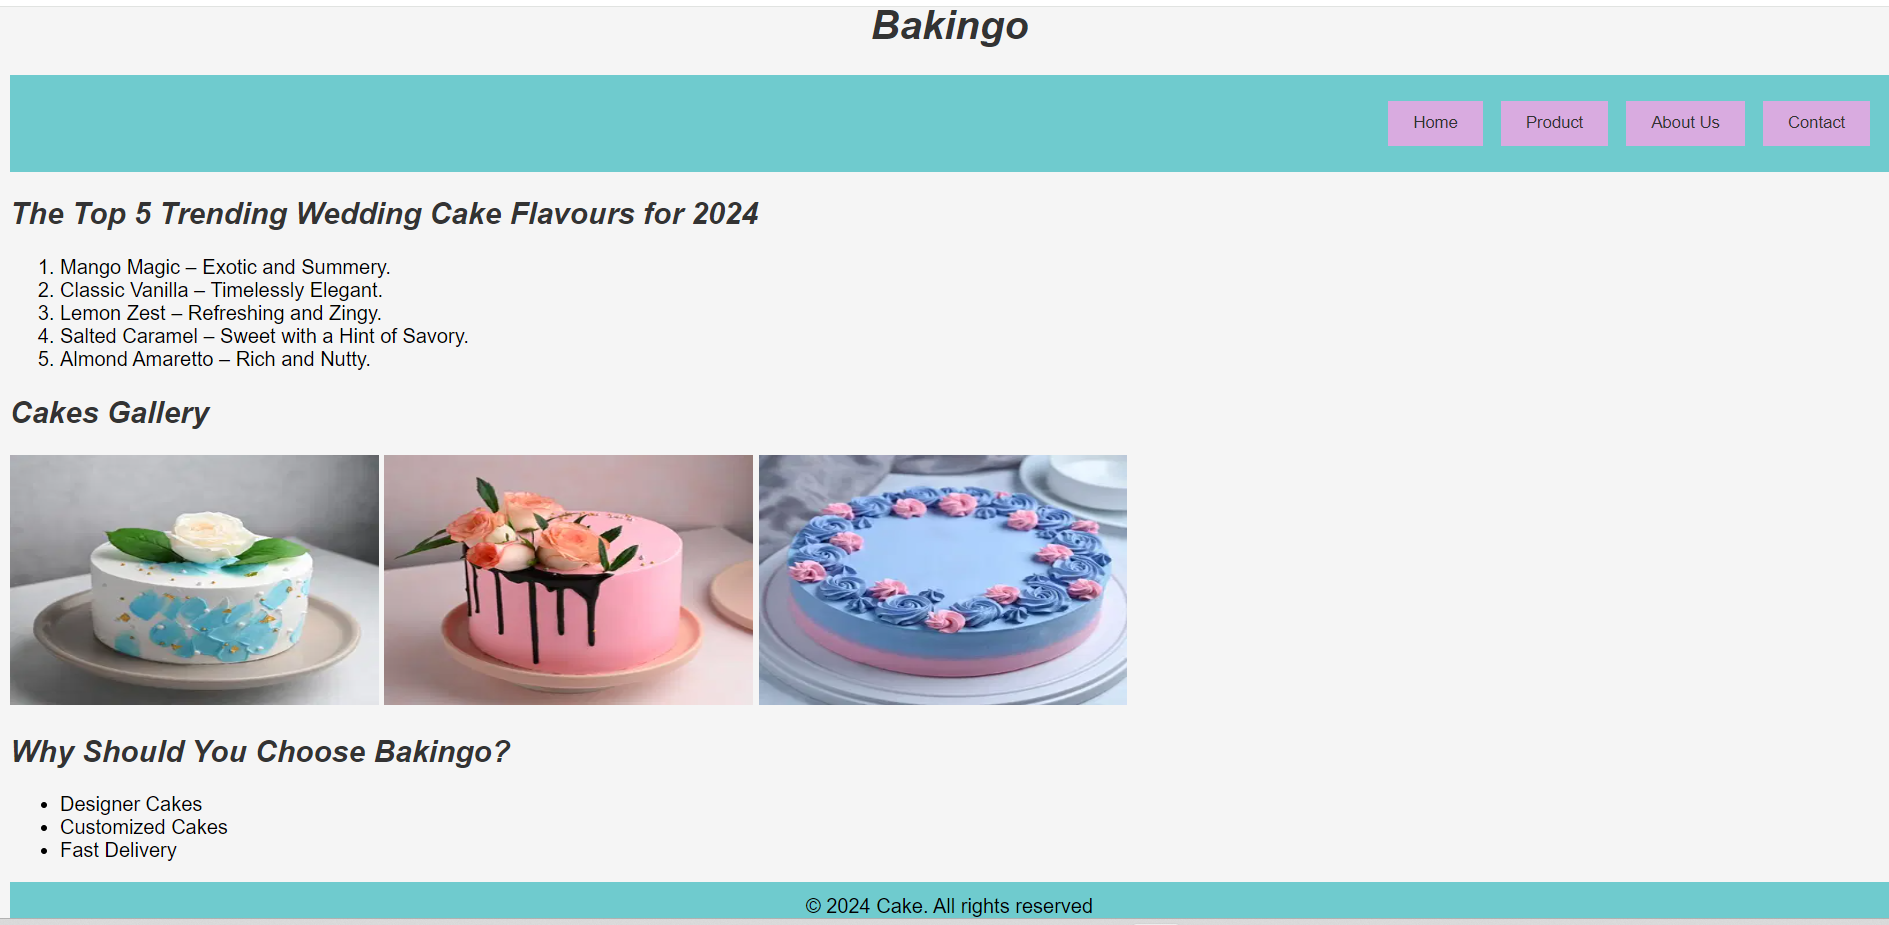 Bakingo
Home Product About Us Contact
The Top 5 Trending Wedding Cake Flavours for 2024
1. Mango Magic – Exotic and Summery.
2. Classic Vanilla – Timelessly Elegant.
3. Lemon Zest – Refreshing and Zingy.
4. Salted Caramel – Sweet with a Hint of Savory.
5. Almond Amaretto – Rich and Nutty.
Cakes Gallery
Why Should You Choose Bakingo?
• Designer Cakes
• Customized Cakes
• Fast Delivery
© 2024 Cake. All rights reserved